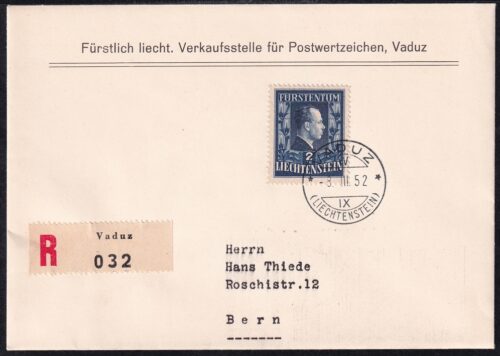 Fürstlich liecht. Verkaufsstelle für Postwertzeichen, Vaduz
FÜRSTENTUM
2
LIECHTENSTEIN
VADUZ
-3. III. 52
IX
(LIECHTENSTEIN)
R
Vaduz
032
Herrn
Hans Thiede
Roschistr.12
Bern